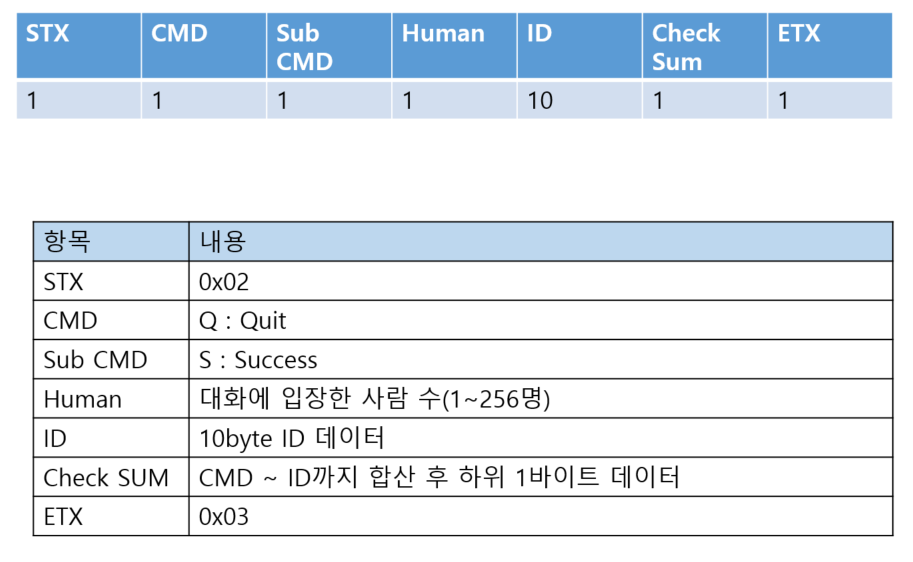 STX CMD Sub CMD Human ID Check Sum ETX
1 1 1 1 10 1 1
항목 내용
STX 0x02
CMD Q : Quit
Sub CMD S : Success
Human 대화에 입장한 사람 수(1~256명)
ID 10byte ID 데이터
Check SUM CMD ~ ID까지 합산 후 하위 1바이트 데이터
ETX 0x03